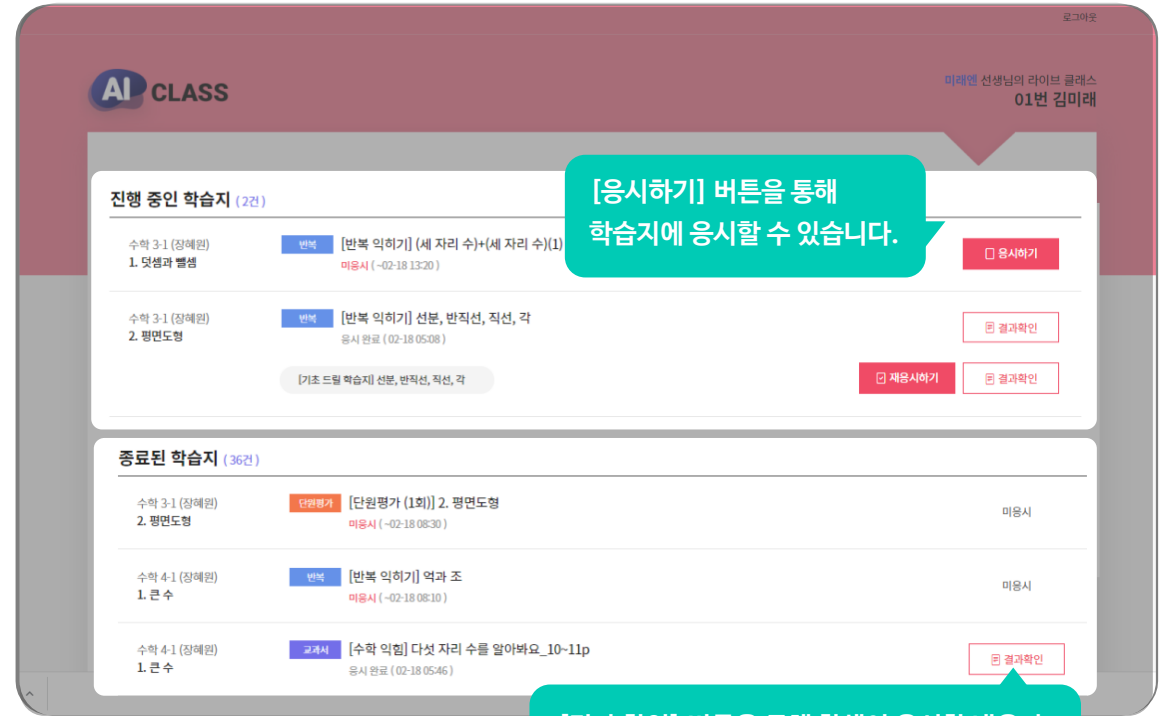 로그아웃
AI CLASS
미래엔 선생님의 라이브 클래스
01번 김미래
[응시하기] 버튼을 통해
학습지에 응시할 수 있습니다.
진행 중인 학습지 (2건)
수학 3-1 (장혜원)
1. 덧셈과 뺄셈
반복 [반복 익히기] (세 자리 수)+(세 자리 수)(1)
미응시 ( ~02-18 13:20 )
응시하기
수학 3-1 (장혜원)
2. 평면도형
반복 [반복 익히기] 선분, 반직선, 직선, 각
응시 완료 ( 02-18 05:08 )
결과확인
[기초 드릴 학습지] 선분, 반직선, 직선, 각
재응시하기
결과확인
종료된 학습지 (36건)
수학 3-1 (장혜원)
2. 평면도형
단원평가 [단원평가 (1회)] 2. 평면도형
미응시 ( ~02-18 08:30 )
미응시
수학 4-1 (장혜원)
1. 큰 수
반복 [반복 익히기] 억과 조
미응시 ( ~02-18 08:10 )
미응시
수학 4-1 (장혜원)
1. 큰 수
교과서 [수학 익힘] 다섯 자리 수를 알아봐요_10~11p
응시 완료 ( 02-18 05:46 )
결과확인